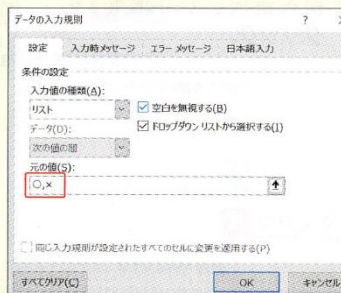 データの入力規則 ?
設定 入力時メッセージ エラー メッセージ 日本語入力
条件の設定
入力値の種類(A):
リスト ☑ 空白を無視する(B)
データ(D): ☑ ドロップダウン リストから選択する(I)
次の値の間
元の値(S):
○,×
同じ入力規則が設定されたすべてのセルに変更を適用する(P)
すべてクリア(C) OK キャンセル